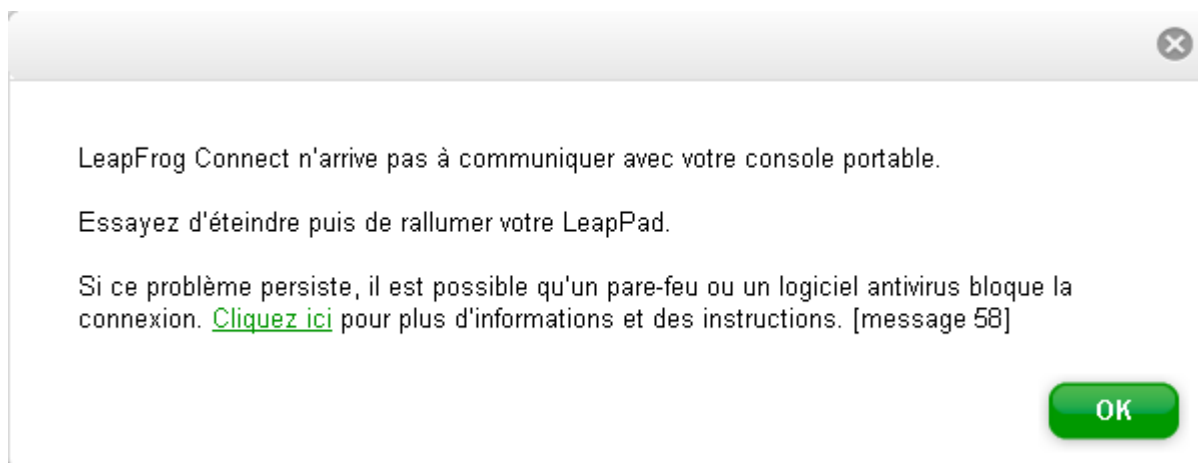 LeapFrog Connect n'arrive pas à communiquer avec votre console portable.
Essayez d'éteindre puis de rallumer votre LeapPad.
Si ce problème persiste, il est possible qu'un pare-feu ou un logiciel antivirus bloque la
connexion. Cliquez ici pour plus d'informations et des instructions. [message 58]
OK